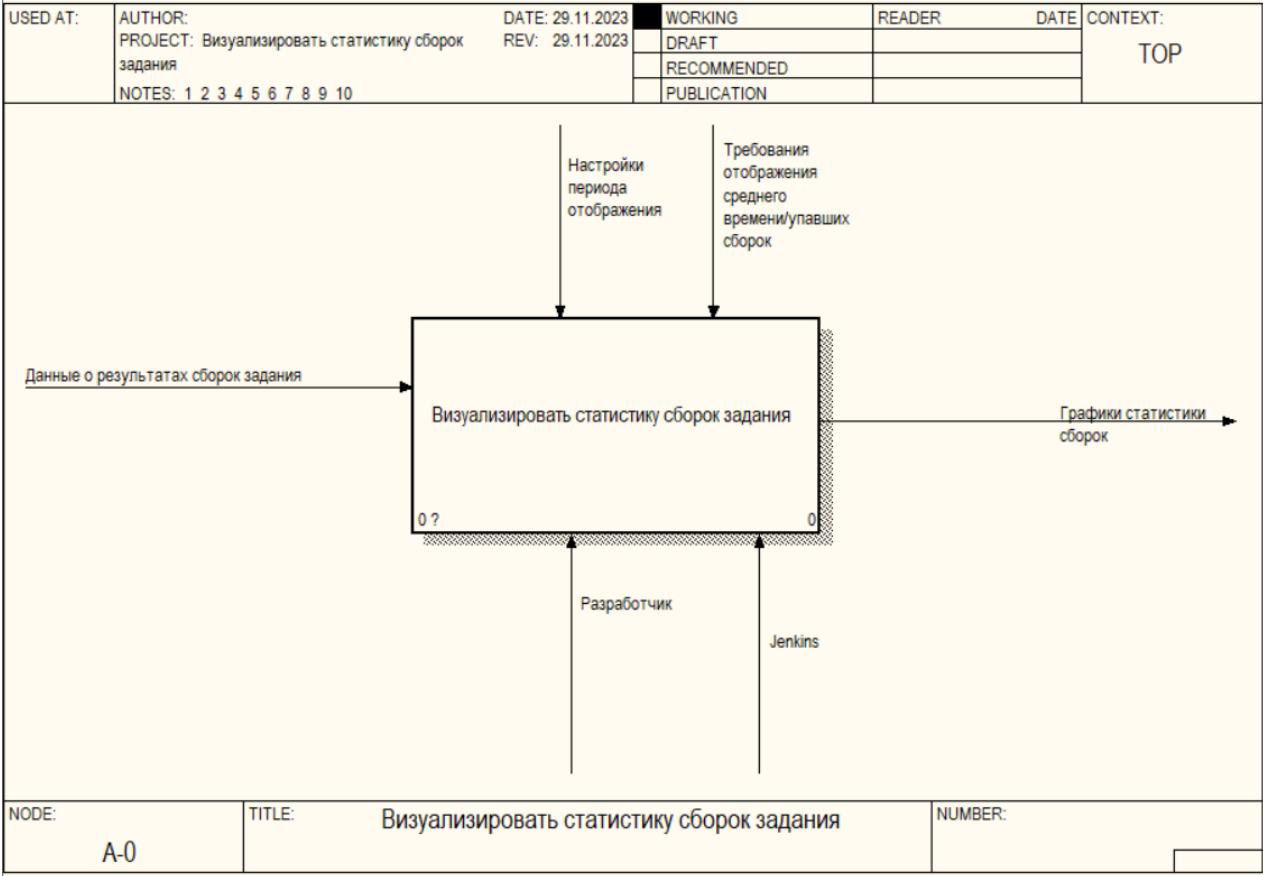 USED AT:
AUTHOR:
DATE: 29.11.2023
PROJECT: Визуализировать статистику сборок
задания
REV: 29.11.2023
NOTES: 1 2 3 4 5 6 7 8 9 10
WORKING
DRAFT
RECOMMENDED
PUBLICATION
READER
DATE
CONTEXT:
TOP
Настройки
периода
отображения
Требования
отображения
среднего
времени/упавших
сборок
Данные о результатах сборок задания
Визуализировать статистику сборок задания
0 ?
0
Графики статистики
сборок
Разработчик
Jenkins
NODE:
A-0
TITLE:
Визуализировать статистику сборок задания
NUMBER: